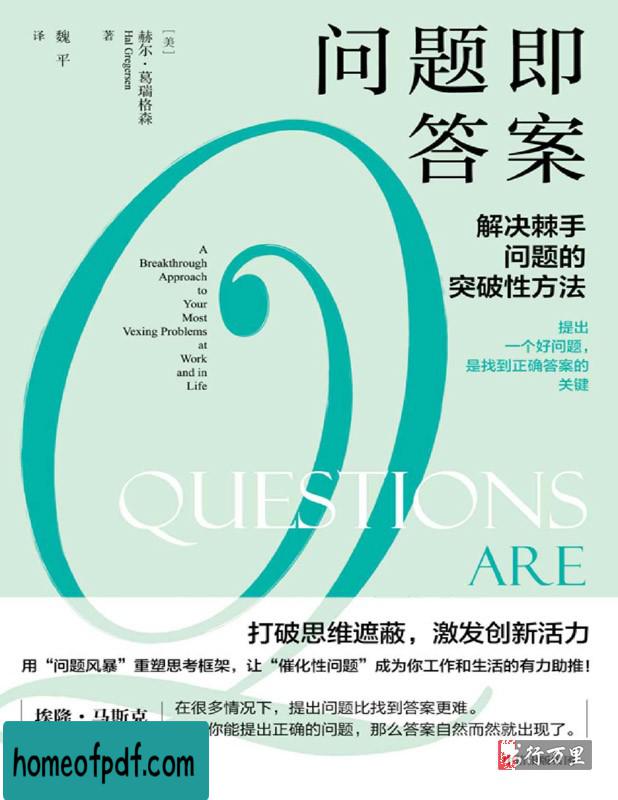 问题即
答案
[美]
赫尔·葛瑞格森
Hal Gregersen
著
魏 平
译
解决棘手
问题的
突破性方法
提出
一个好问题，
是找到正确答案的
关键
A
Breakthrough
Approach
to
Your
Most
Vexing Problems
at
Work
and in
Life
QUESTIONS
ARE
打破思维遮蔽，激发创新活力
用“问题风暴”重塑思考框架，让“催化性问题”成为你工作和生活的有力助推！
埃隆·马斯克
在很多情况下，提出问题比找到答案更难。
你能提出正确的问题，那么答案自然而然就出现了。
homeofpdf.com
行万里